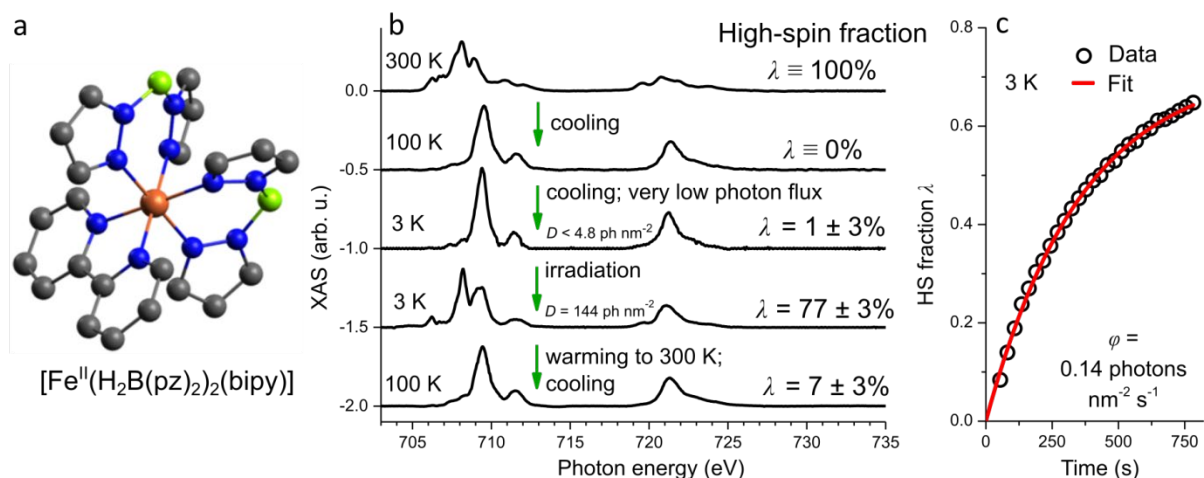 a
[Fe^II(H₂B(pz)₂)₂(bipy)]
b
High-spin fraction
300 K
λ ≡ 100%
cooling
100 K
λ ≡ 0%
cooling; very low photon flux
3 K
D < 4.8 ph nm⁻²
λ = 1 ± 3%
irradiation
3 K
D = 144 ph nm⁻²
λ = 77 ± 3%
warming to 300 K;
cooling
100 K
λ = 7 ± 3%
XAS (arb. u.)
0.0
-0.5
-1.0
-1.5
-2.0
705 710 715 720 725 730 735
Photon energy (eV)
c
Data
3 K Fit
φ =
0.14 photons
nm⁻² s⁻¹
HS fraction λ
0.8
0.6
0.4
0.2
0.0
0 250 500 750
Time (s)